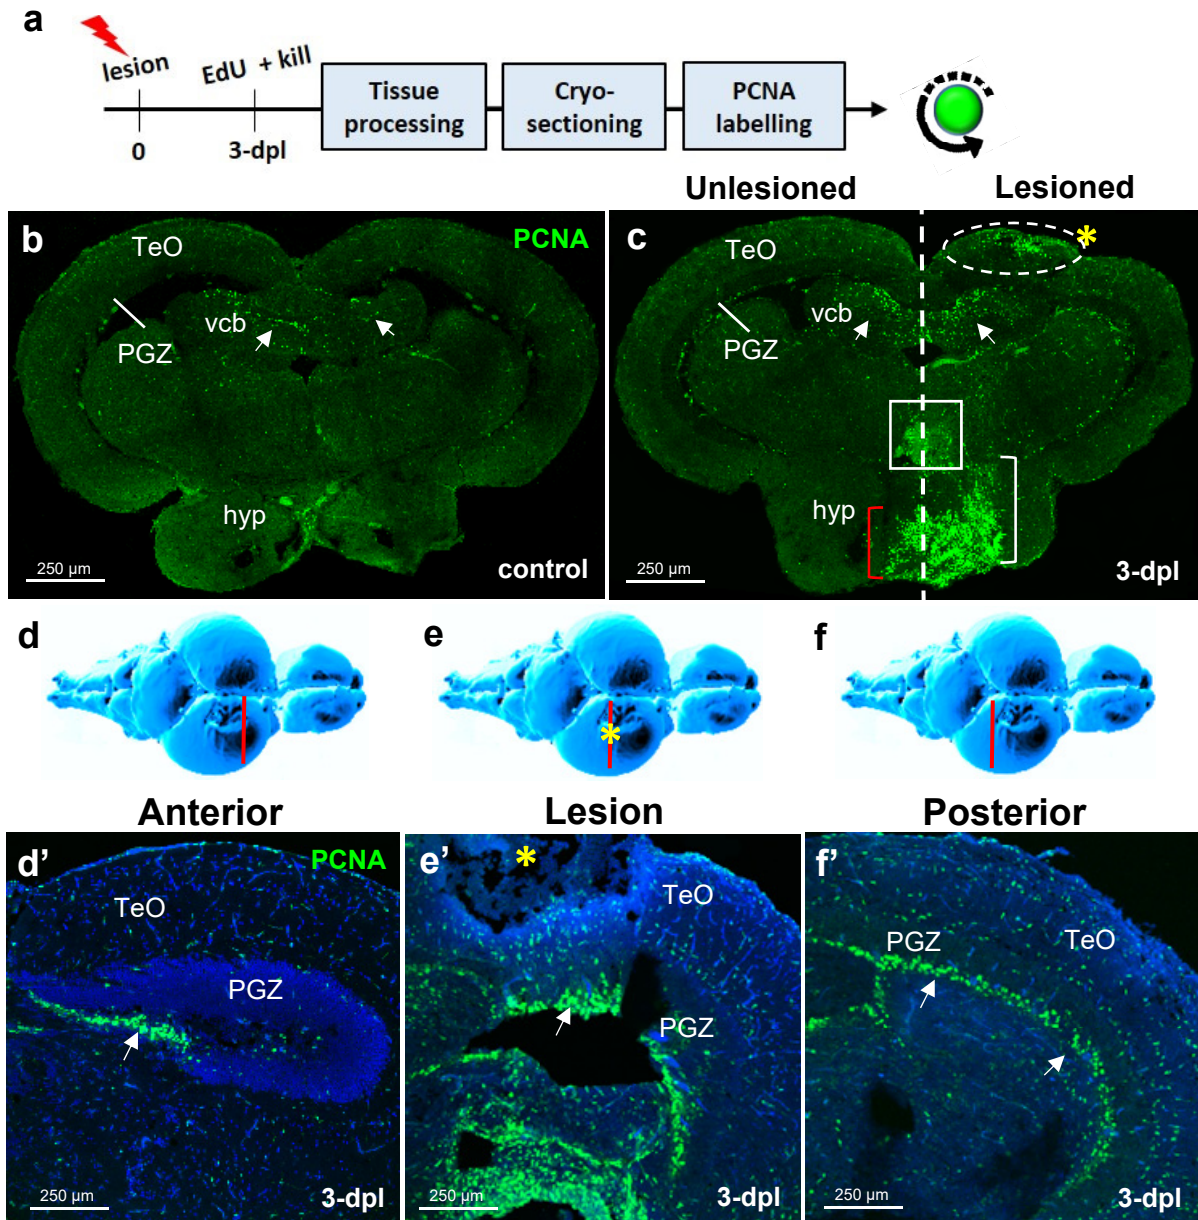 a
lesion
EdU + kill
0
3-dpl
Tissue
processing
Cryo-
sectioning
PCNA
labelling
Unlesioned
Lesioned
b
PCNA
TeO
vcb
PGZ
hyp
250 µm
control
c
*
TeO
vcb
PGZ
hyp
250 µm
3-dpl
d
e
*
f
Anterior
Lesion
Posterior
d'
PCNA
TeO
PGZ
250 µm
3-dpl
e'
*
TeO
PGZ
250 µm
3-dpl
f'
PGZ
TeO
250 µm
3-dpl